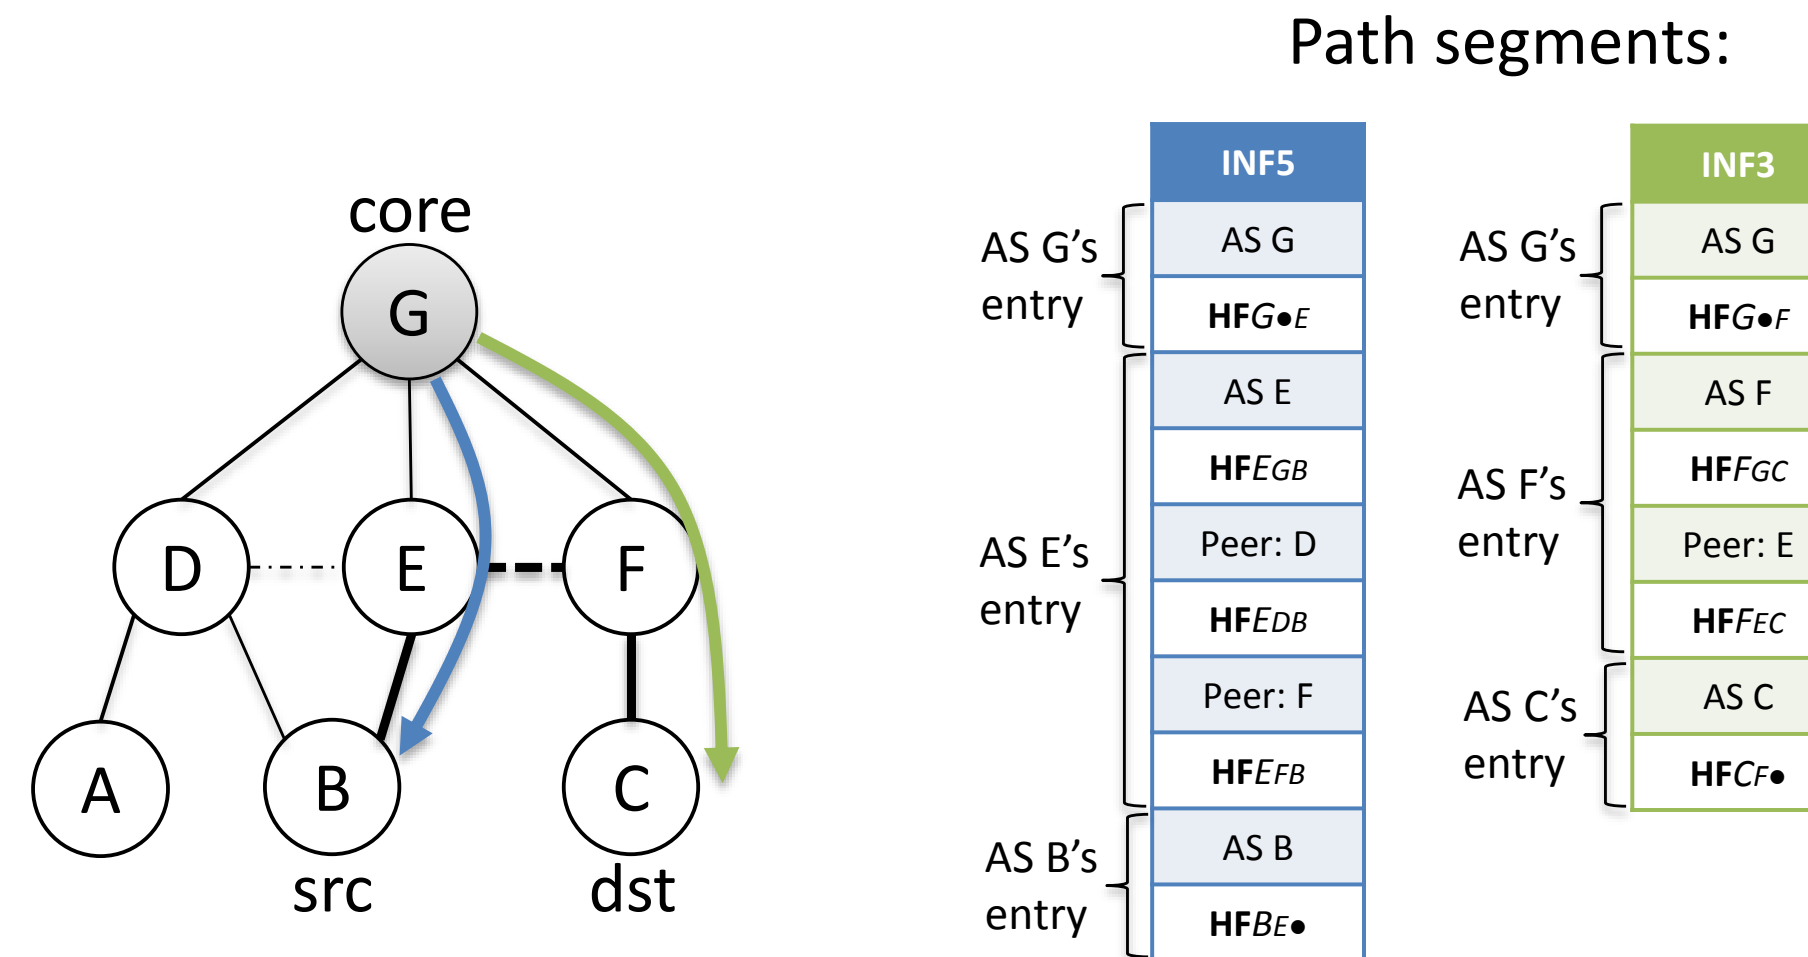 Path segments:
core
G
D
E
F
A
B
C
src
dst
INF5
AS G's
entry
AS G
HFG●E
AS E's
entry
AS E
HFEGB
Peer: D
HFEDB
Peer: F
HFEFB
AS B's
entry
AS B
HFBE●
INF3
AS G's
entry
AS G
HFG●F
AS F's
entry
AS F
HFFGC
Peer: E
HFFEC
AS C's
entry
AS C
HFCF●